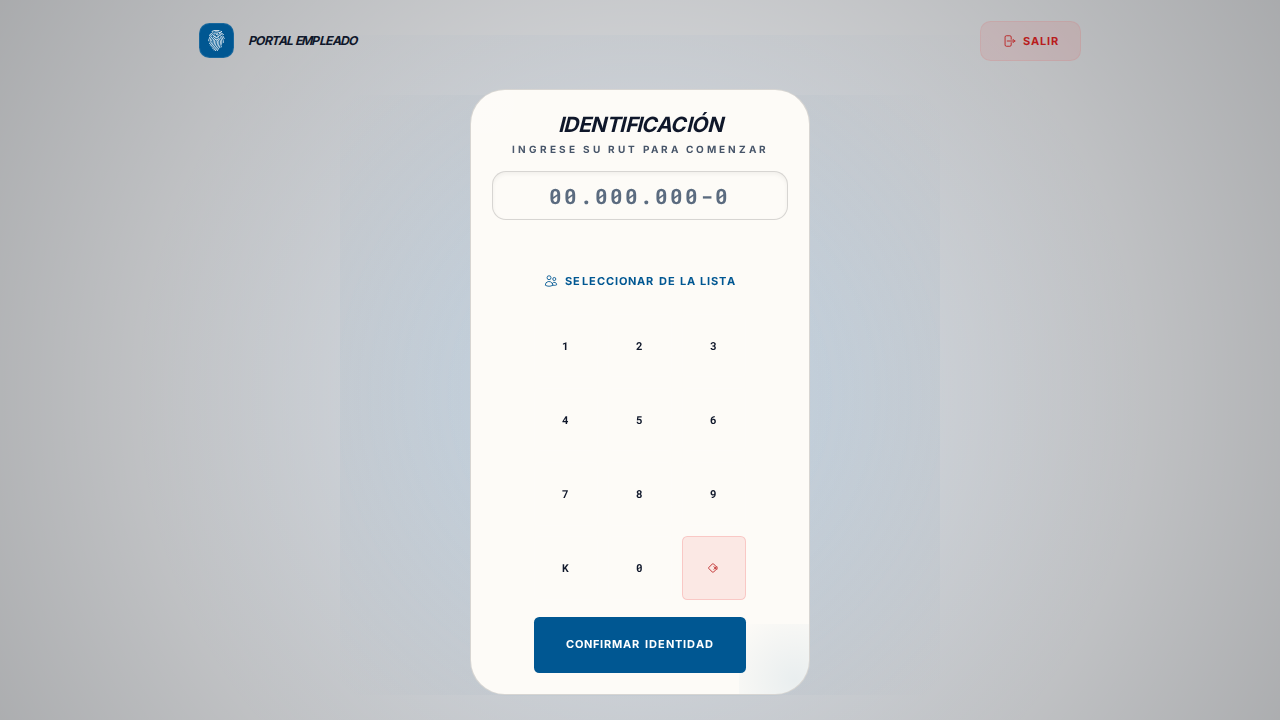 PORTAL EMPLEADO
SALIR
IDENTIFICACIÓN
INGRESE SU RUT PARA COMENZAR
00.000.000-0
SELECCIONAR DE LA LISTA
1 2 3
4 5 6
7 8 9
K 0
CONFIRMAR IDENTIDAD